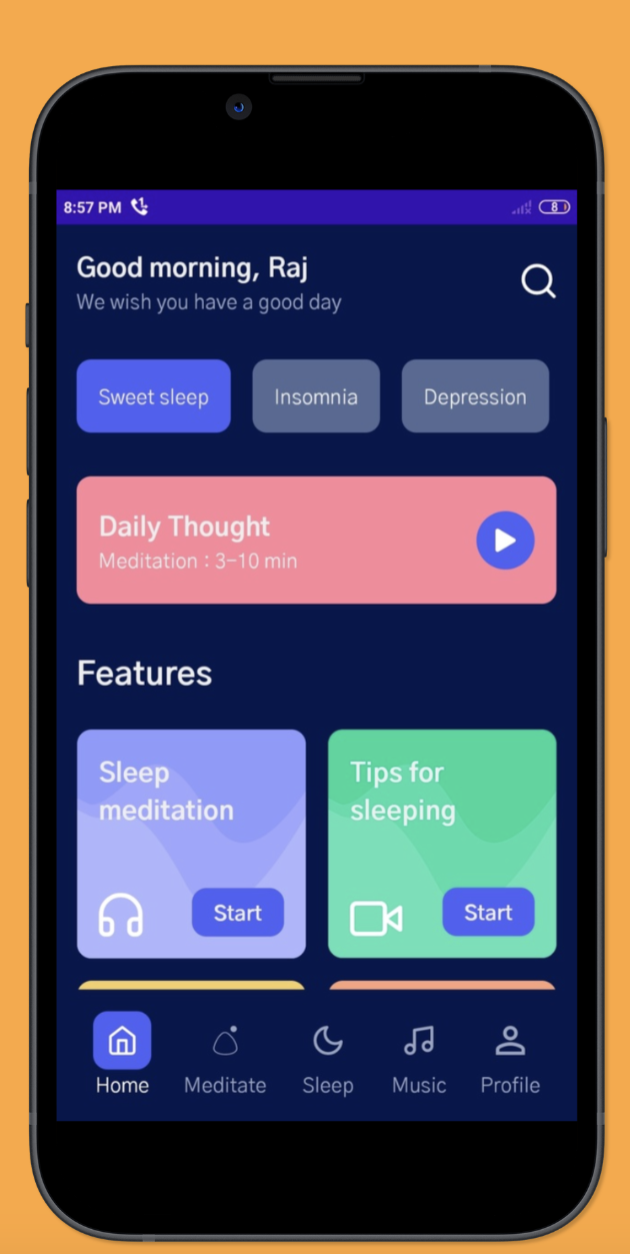 8:57 PM
8
Good morning, Raj
We wish you have a good day
Sweet sleep
Insomnia
Depression
Daily Thought
Meditation : 3-10 min
Features
Sleep
meditation
Start
Tips for
sleeping
Start
Home
Meditate
Sleep
Music
Profile